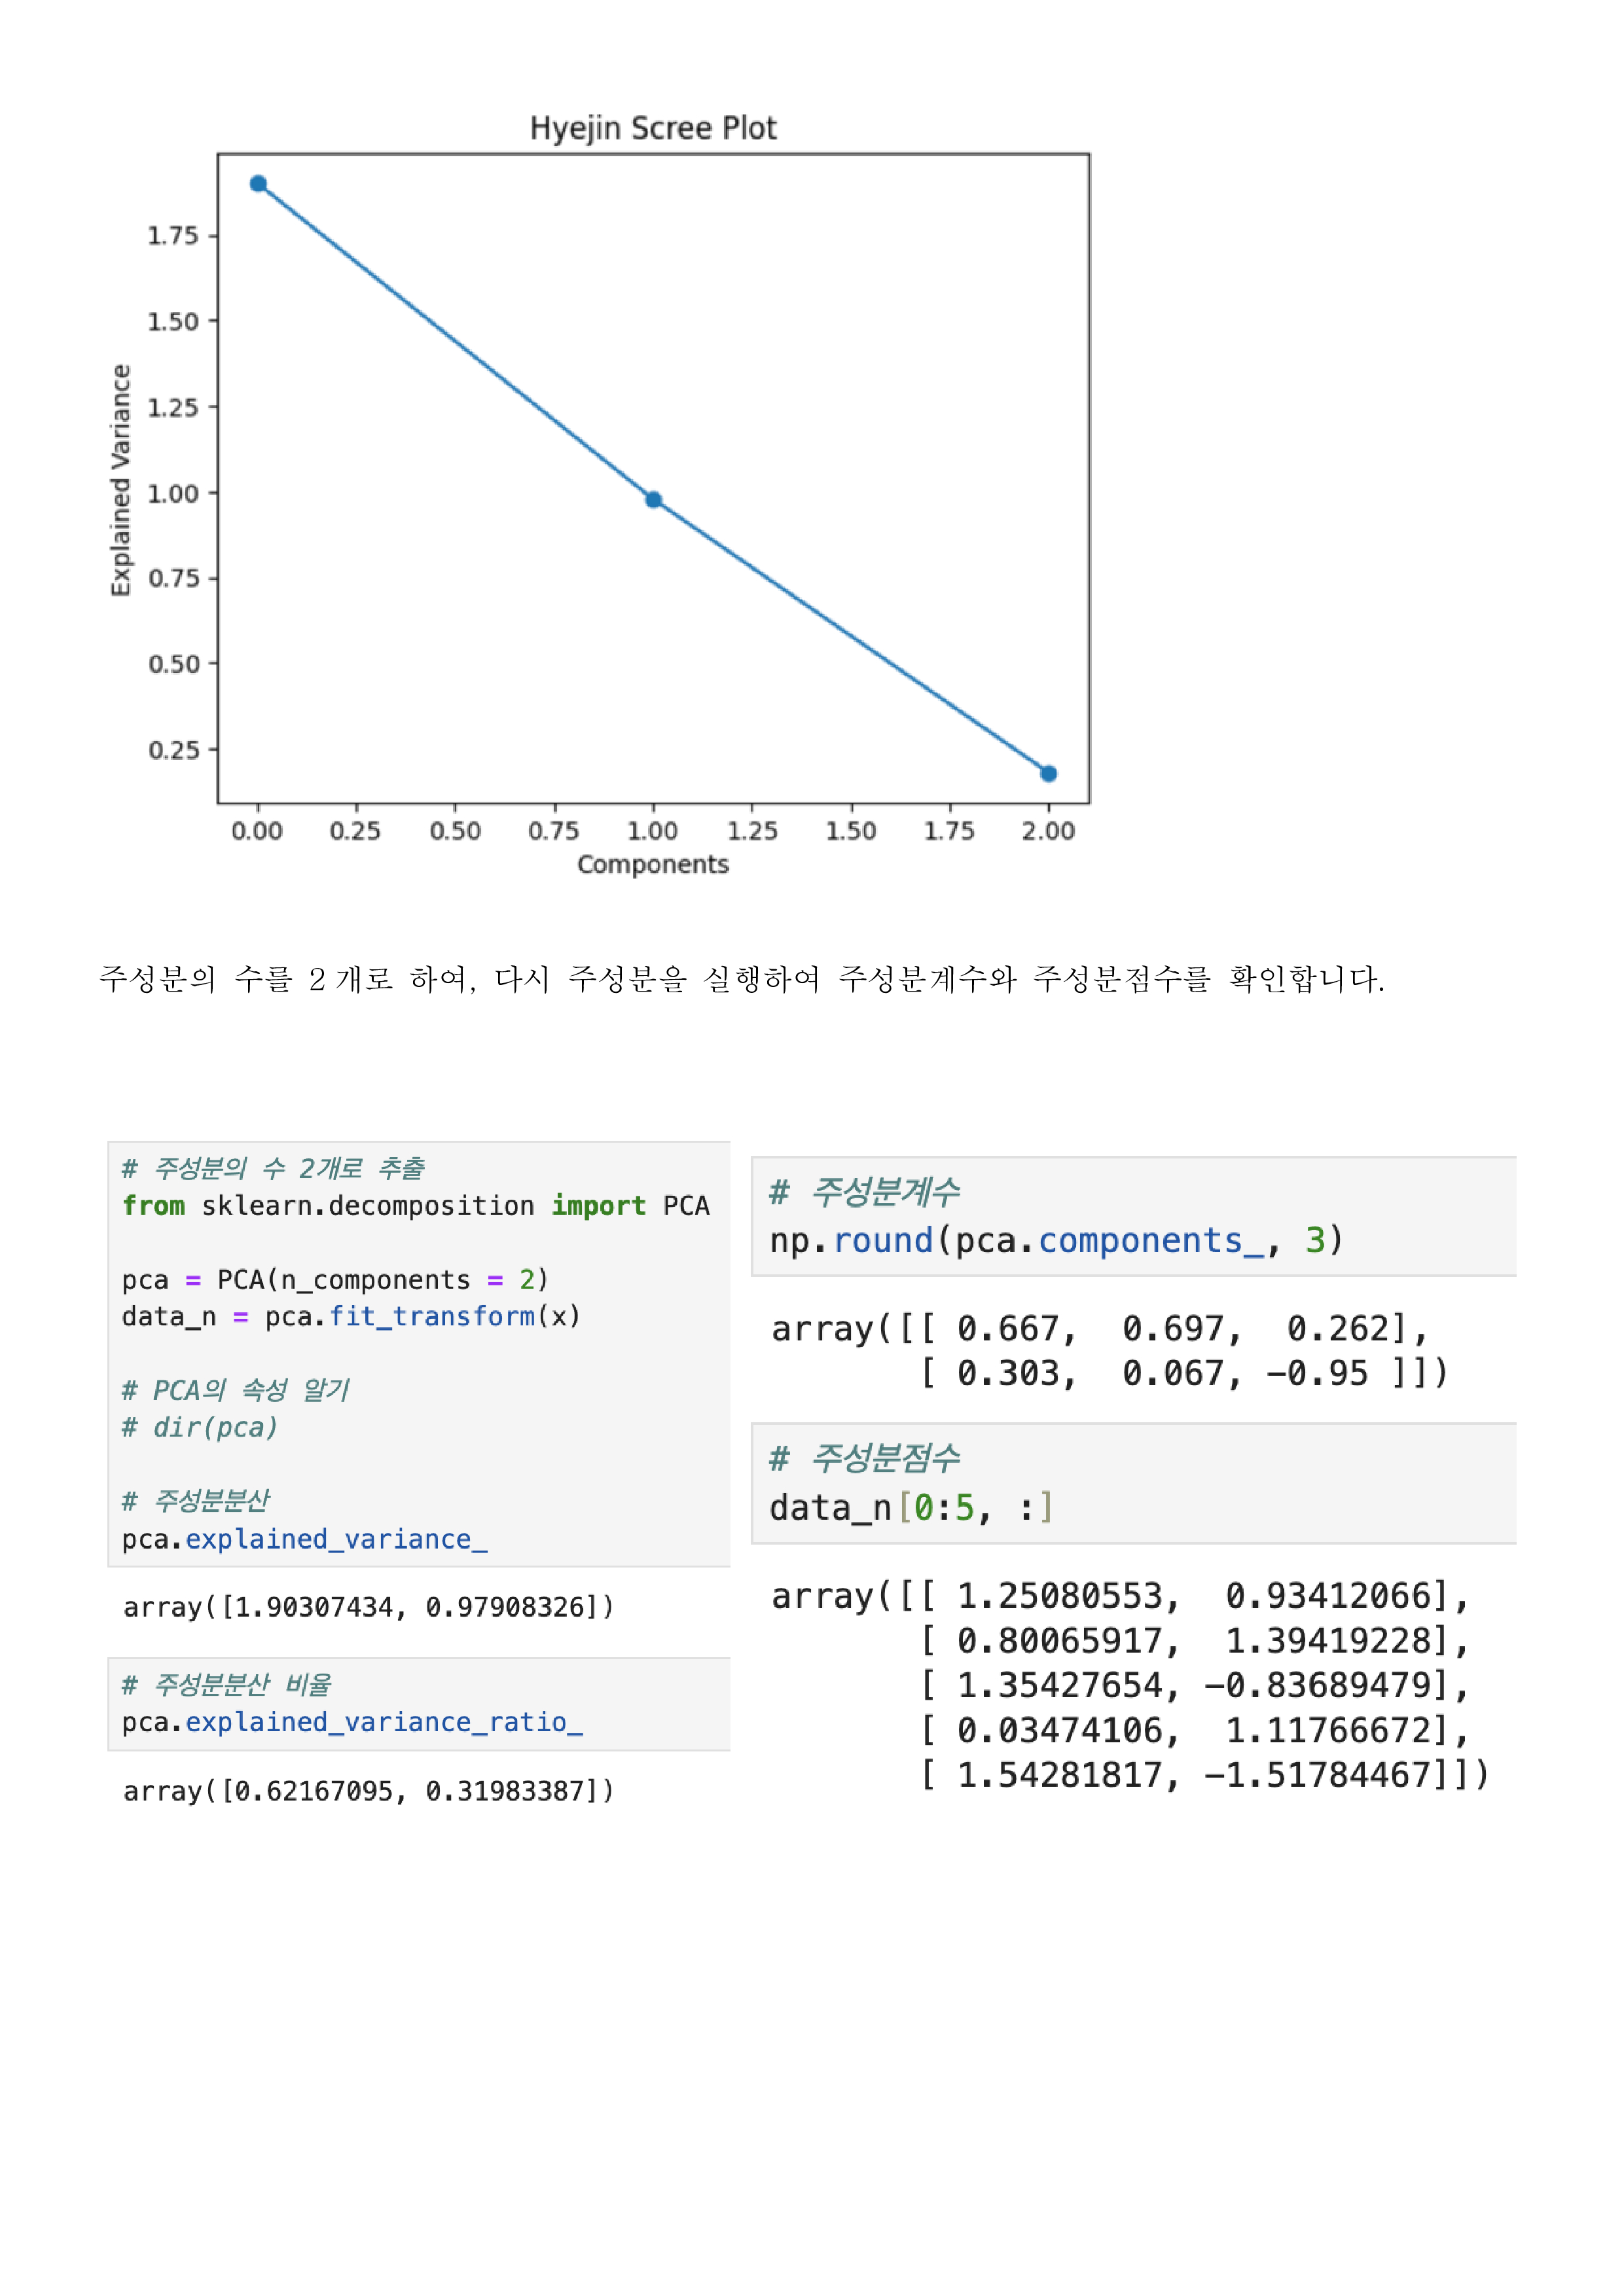 Hyejin Scree Plot
Explained Variance
1.75
1.50
1.25
1.00
0.75
0.50
0.25
0.00 0.25 0.50 0.75 1.00 1.25 1.50 1.75 2.00
Components
주성분의 수를 2개로 하여, 다시 주성분을 실행하여 주성분계수와 주성분점수를 확인합니다.
# 주성분의 수 2개로 추출
from sklearn.decomposition import PCA
pca = PCA(n_components = 2)
data_n = pca.fit_transform(x)
# PCA의 속성 알기
# dir(pca)
# 주성분분산
pca.explained_variance_
array([1.90307434, 0.97908326])
# 주성분분산 비율
pca.explained_variance_ratio_
array([0.62167095, 0.31983387])
# 주성분계수
np.round(pca.components_, 3)
array([[ 0.667, 0.697, 0.262],
[ 0.303, 0.067, −0.95 ]])
# 주성분점수
data_n[0:5, :]
array([[ 1.25080553, 0.93412066],
[ 0.80065917, 1.39419228],
[ 1.35427654, −0.83689479],
[ 0.03474106, 1.11766672],
[ 1.54281817, −1.51784467]])